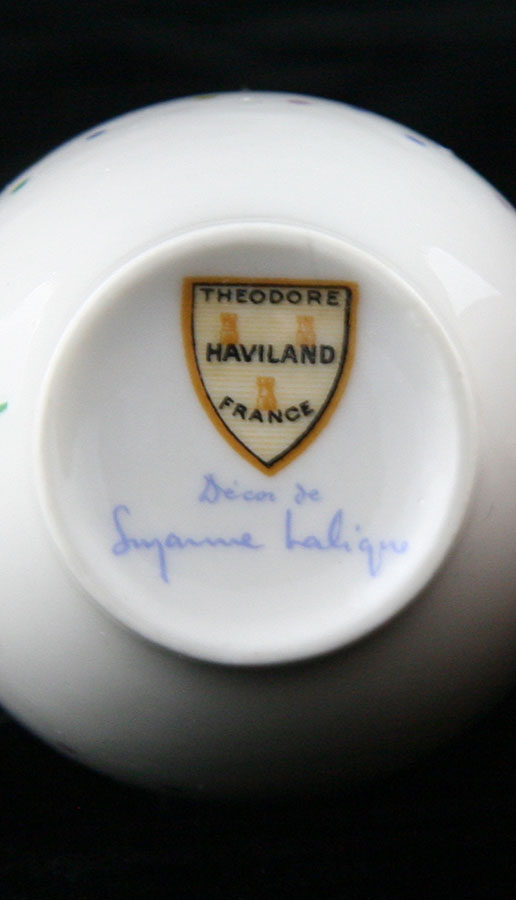 THEODORE
HAVILAND
FRANCE
Décor de
Suzanne Lalique